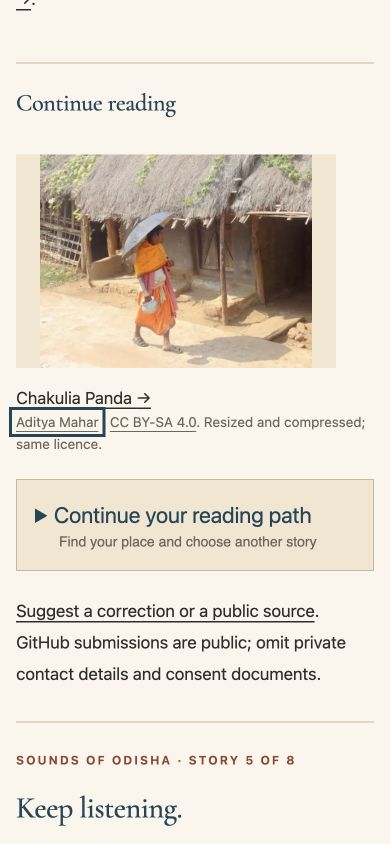 Continue reading
Chakulia Panda →
Aditya Mahar CC BY-SA 4.0. Resized and compressed;
same licence.
▶ Continue your reading path
Find your place and choose another story
Suggest a correction or a public source.
GitHub submissions are public; omit private
contact details and consent documents.
SOUNDS OF ODISHA · STORY 5 OF 8
Keep listening.